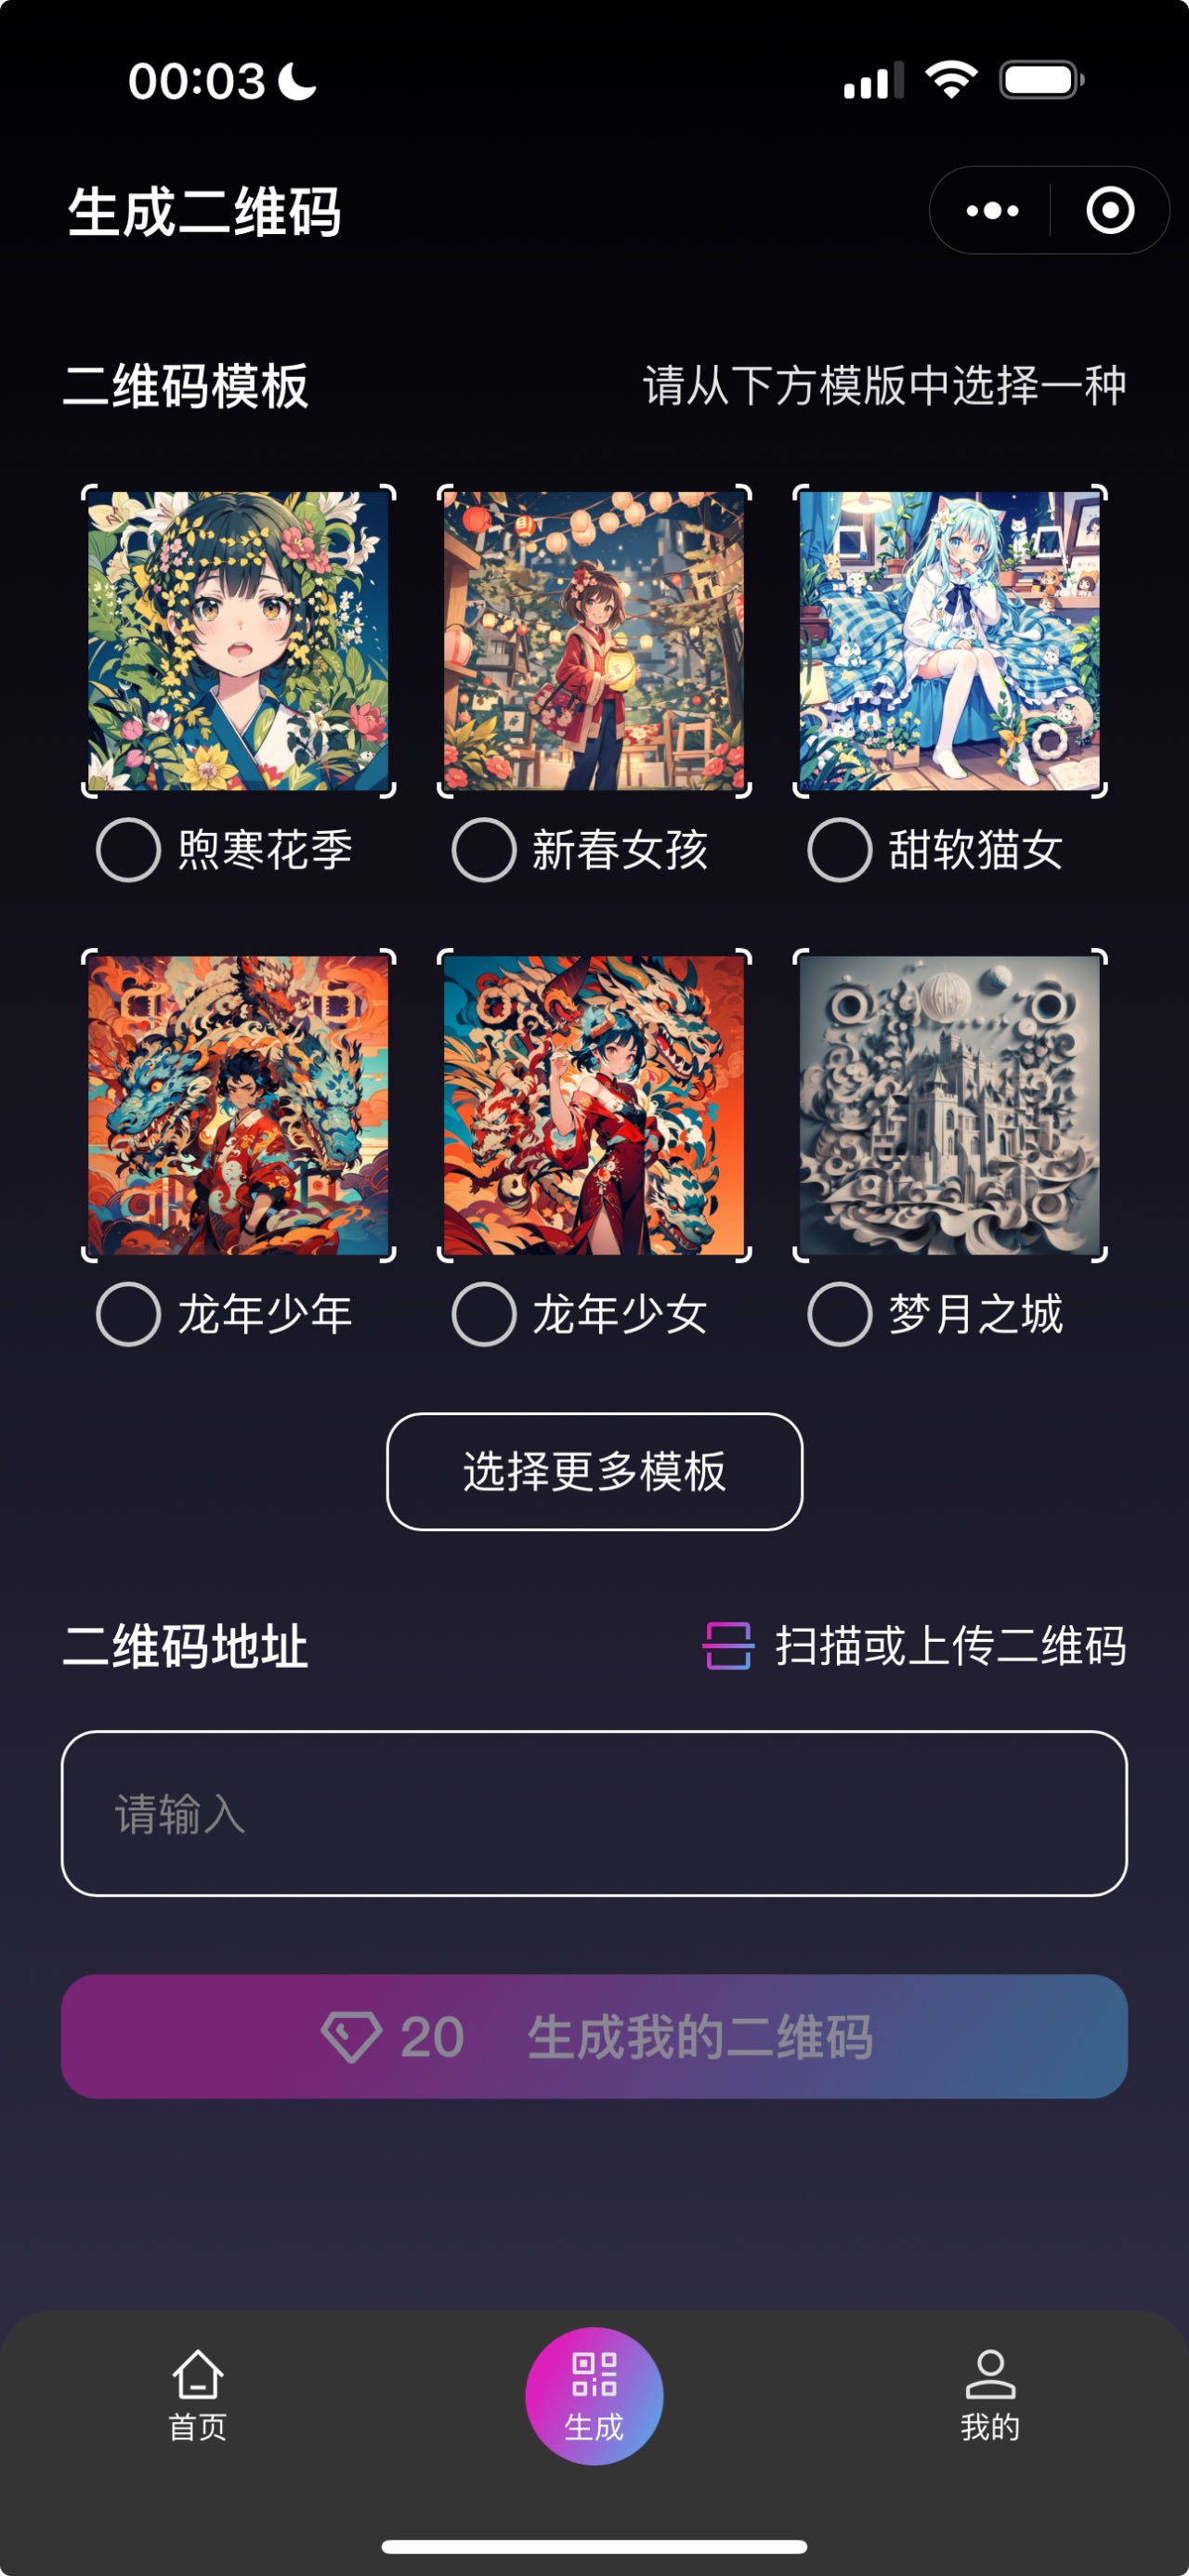 00:03
生成二维码
二维码模板
请从下方模版中选择一种
煦寒花季
新春女孩
甜软猫女
龙年少年
龙年少女
梦月之城
选择更多模板
二维码地址
扫描或上传二维码
请输入
20 生成我的二维码
首页
生成
我的